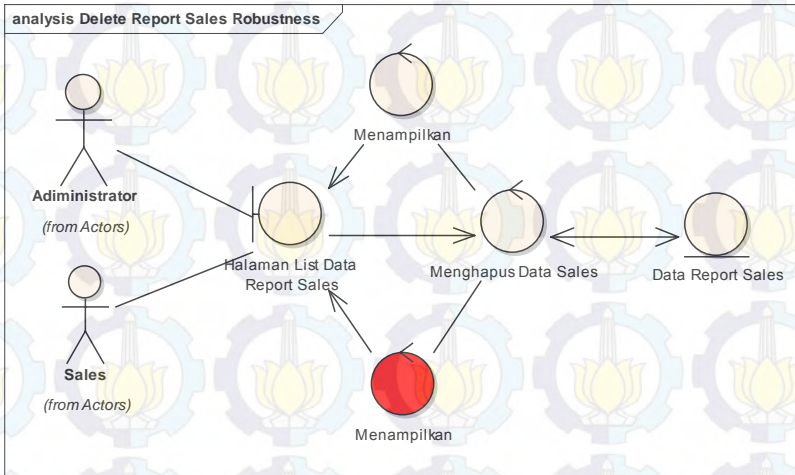 analysis Delete Report Sales Robustness
Menampilkan
Adiministrator
(from Actors)
Halaman List Data
Report Sales
Menghapus Data Sales
Data Report Sales
Sales
(from Actors)
Menampilkan